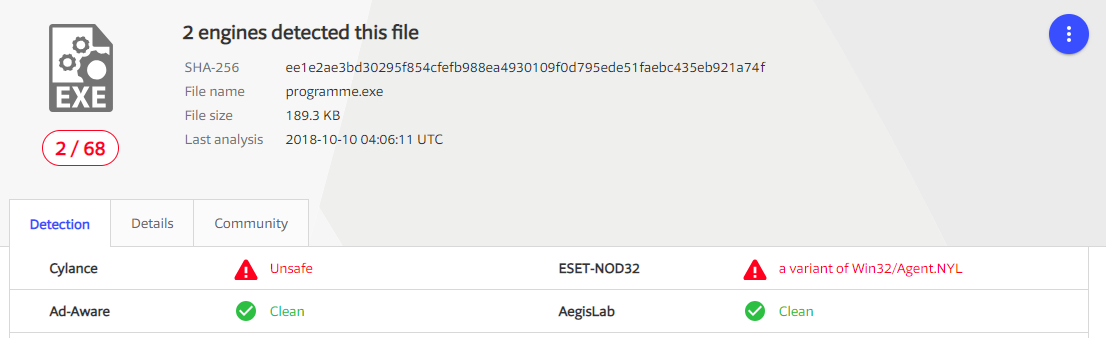 2 engines detected this file
SHA-256 ee1e2ae3bd30295f854cfefb988ea4930109f0d795ede51faebc435eb921a74f
File name programme.exe
File size 189.3 KB
Last analysis 2018-10-10 04:06:11 UTC
EXE
2 / 68
Detection Details Community
Cylance Unsafe ESET-NOD32 a variant of Win32/Agent.NYL
Ad-Aware Clean AegisLab Clean